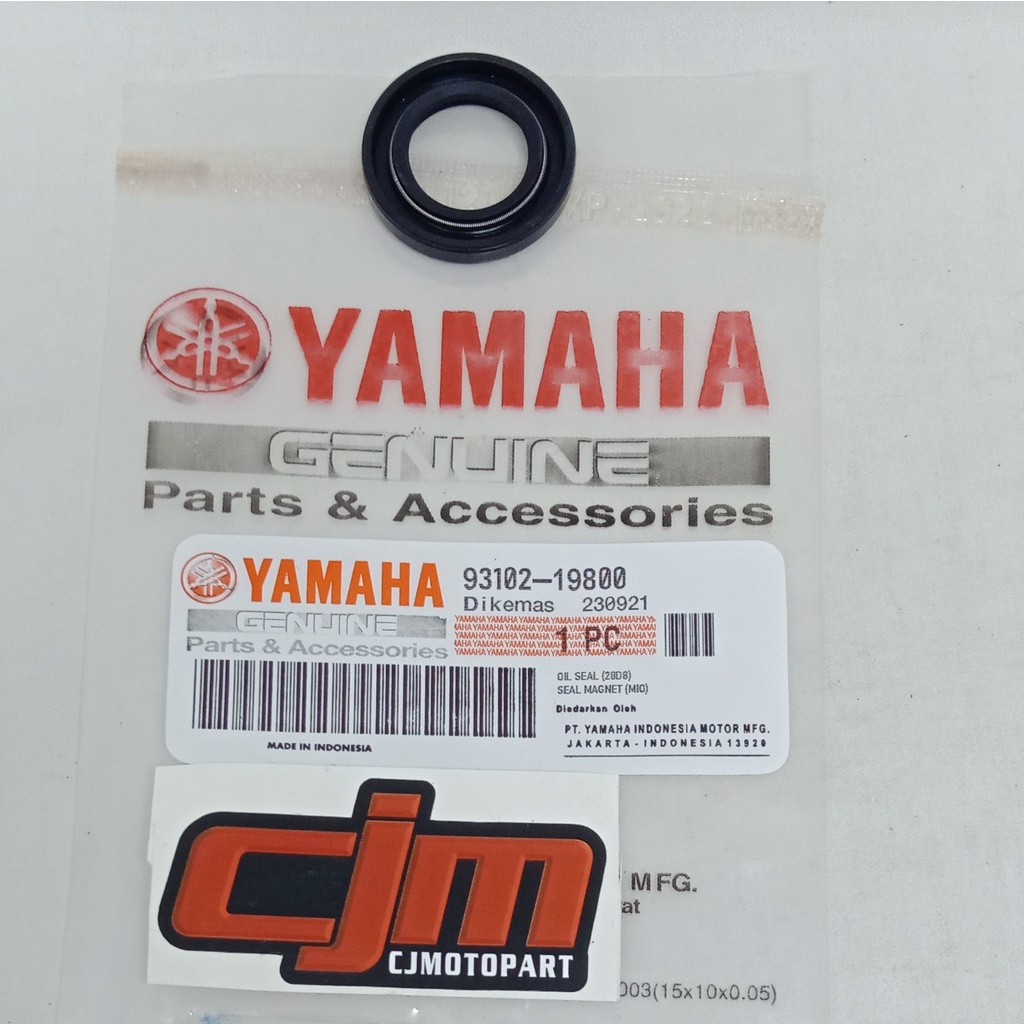 YAMAHA
GENUINE
Parts & Accessories
YAMAHA 93102-19800
GENUINE Dikemas 230921
Parts & Accessories 1 PC
OIL SEAL (28D8)
SEAL MAGNET (MIO)
Diedarkan Oleh
PT. YAMAHA INDONESIA MOTOR MFG.
MADE IN INDONESIA JAKARTA - INDONESIA 13920
cjm
CJMOTOPART
MFG.
at
003(15x10x0.05)